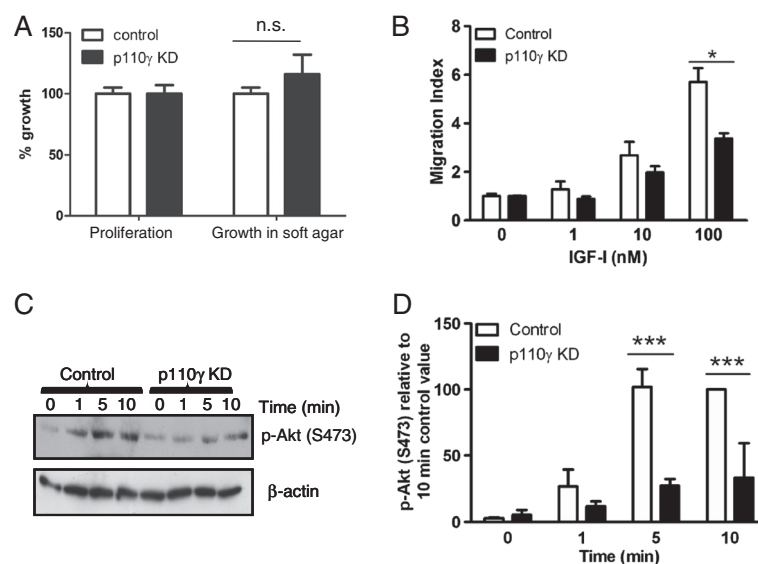 A
n.s.
150
control
p110γ KD
100
% growth
50
0
Proliferation
Growth in soft agar
B
Control
p110γ KD
8
*
6
Migration Index
4
2
0
0 1 10 100
IGF-I (nM)
C
Control p110γ KD
0 1 5 10 0 1 5 10 Time (min)
p-Akt (S473)
β-actin
D
150
Control
p110γ KD
***
***
100
p-Akt (S473) relative to
10 min control value
50
0
0 1 5 10
Time (min)